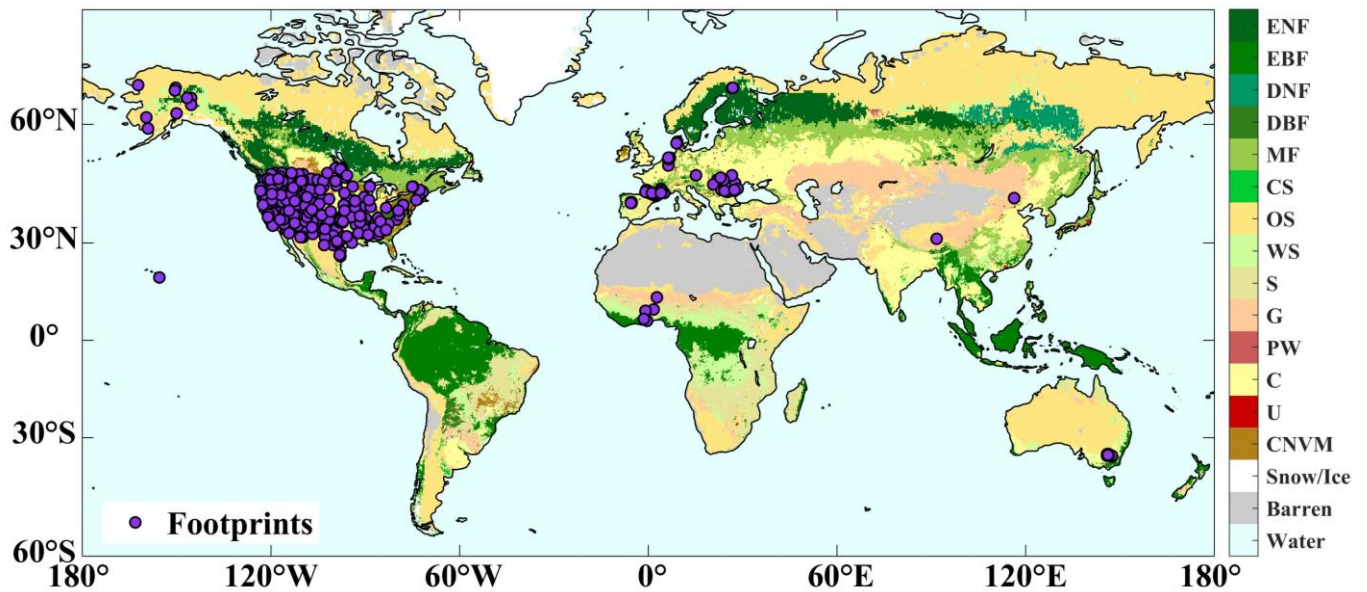 60°N
30°N
0°
30°S
60°S
180°
120°W
60°W
0°
60°E
120°E
180°
Footprints
ENF
EBF
DNF
DBF
MF
CS
OS
WS
S
G
PW
C
U
CNVM
Snow/Ice
Barren
Water